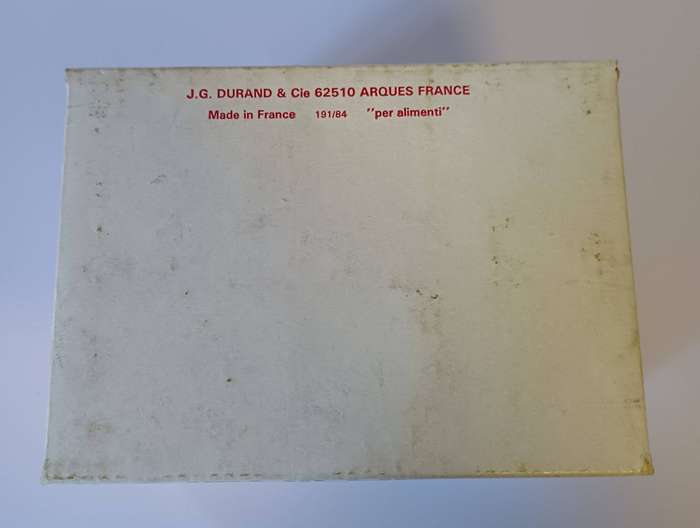 J.G. DURAND & Cie 62510 ARQUES FRANCE
Made in France 191/84 "per alimenti"